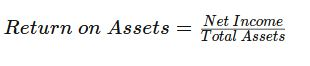 Return on Assets = Net Income / Total Assets